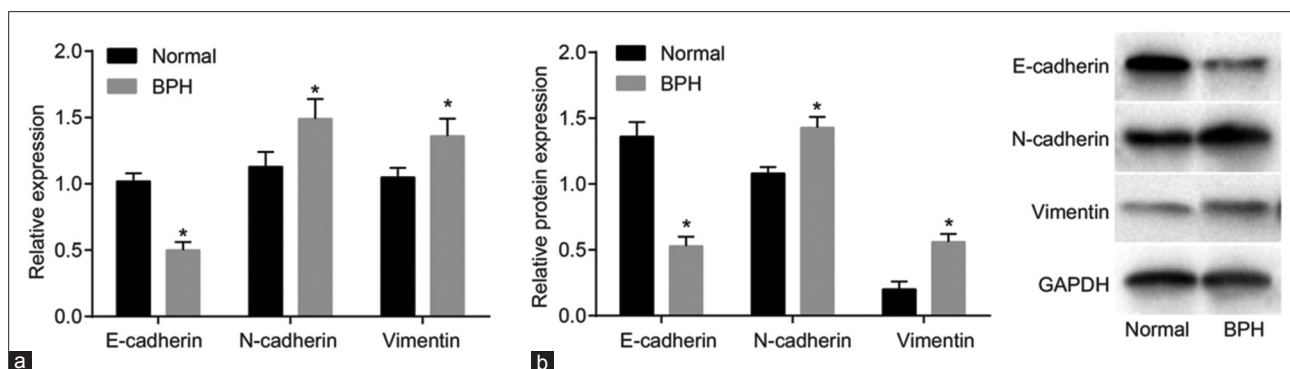 Normal
BPH
Relative expression
2.0
1.5
1.0
0.5
0.0
*
*
*
E-cadherin N-cadherin Vimentin
a
Normal
BPH
Relative protein expression
2.0
1.5
1.0
0.5
0.0
*
*
*
E-cadherin N-cadherin Vimentin
b
E-cadherin
N-cadherin
Vimentin
GAPDH
Normal BPH